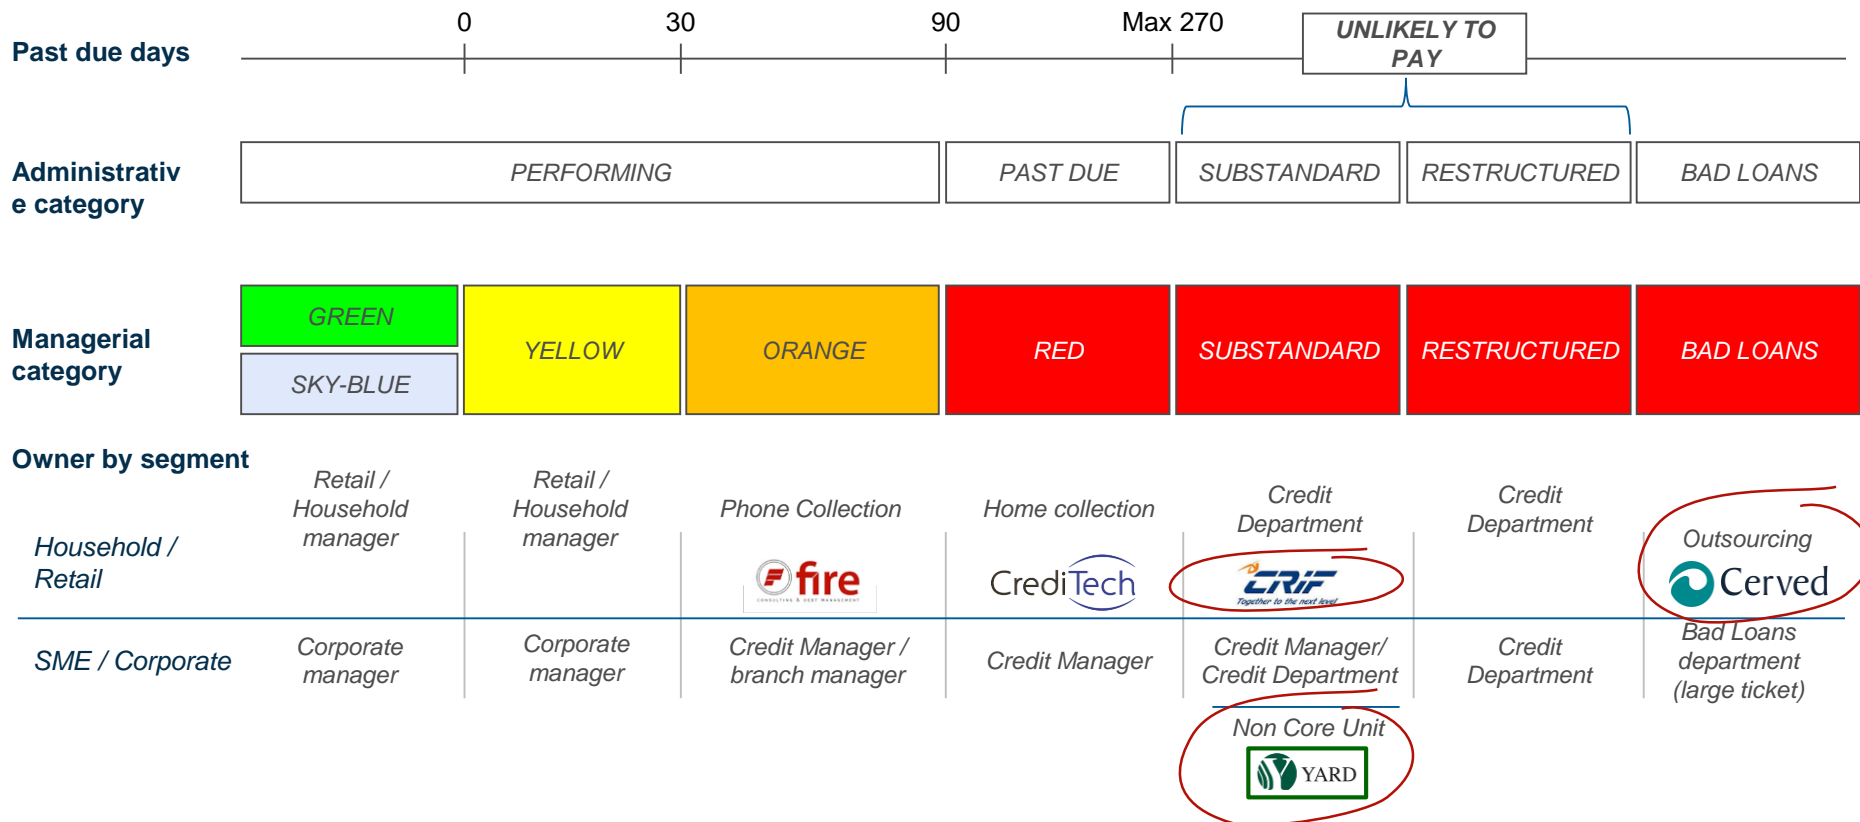 0
30
90
Max 270
UNLIKELY TO
PAY
Past due days
Administrativ
e category
PERFORMING
PAST DUE
SUBSTANDARD
RESTRUCTURED
BAD LOANS
Managerial
category
GREEN
SKY-BLUE
YELLOW
ORANGE
RED
SUBSTANDARD
RESTRUCTURED
BAD LOANS
Owner by segment
Household /
Retail
Retail /
Household
manager
Retail /
Household
manager
Phone Collection
fire
CONSULTING & DEBT MANAGEMENT
Home collection
CrediTech
Credit
Department
CRIF
Together to the next level
Credit
Department
Outsourcing
Cerved
SME / Corporate
Corporate
manager
Corporate
manager
Credit Manager /
branch manager
Credit Manager
Credit Manager/
Credit Department
Non Core Unit
YARD
Credit
Department
Bad Loans
department
(large ticket)